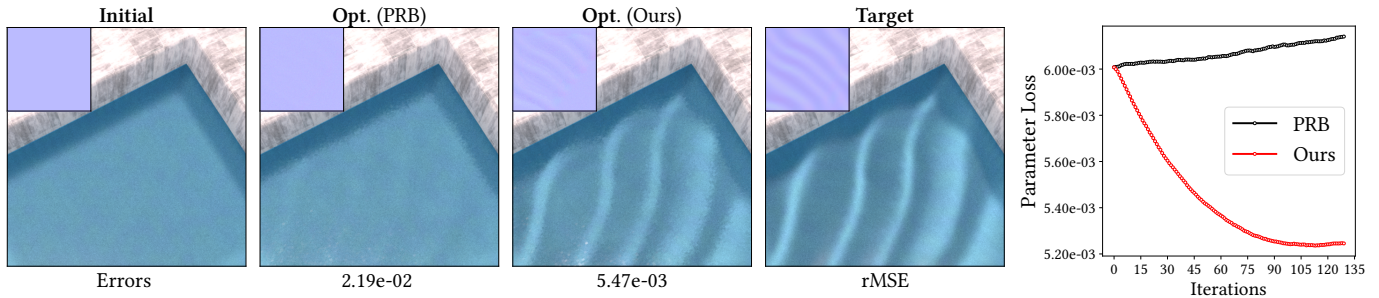 Initial
Opt. (PRB)
Opt. (Ours)
Target
Errors
2.19e-02
5.47e-03
rMSE
Parameter Loss
6.00e-03
5.80e-03
5.60e-03
5.40e-03
5.20e-03
PRB
Ours
0 15 30 45 60 75 90 105 120 135
Iterations